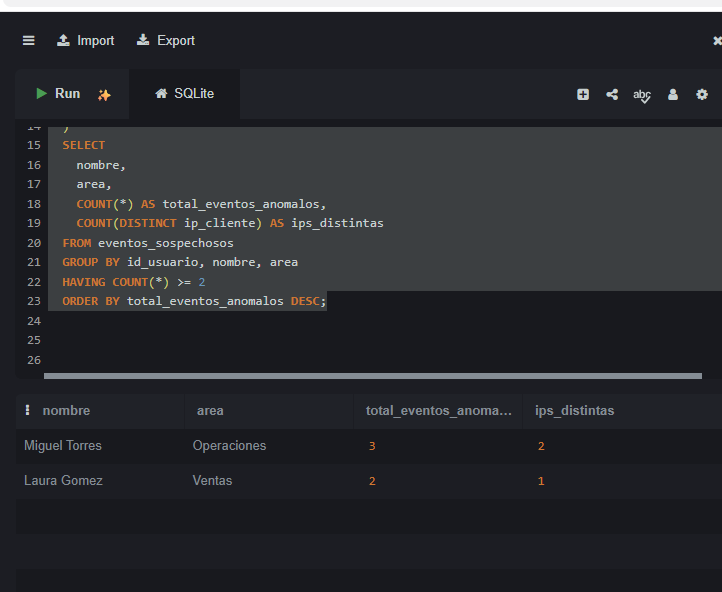 Import Export
Run SQLite abc
14 )
15 SELECT
16 nombre,
17 area,
18 COUNT(*) AS total_eventos_anomalos,
19 COUNT(DISTINCT ip_cliente) AS ips_distintas
20 FROM eventos_sospechosos
21 GROUP BY id_usuario, nombre, area
22 HAVING COUNT(*) >= 2
23 ORDER BY total_eventos_anomalos DESC;
24
25
26
nombre area total_eventos_anoma... ips_distintas
Miguel Torres Operaciones 3 2
Laura Gomez Ventas 2 1